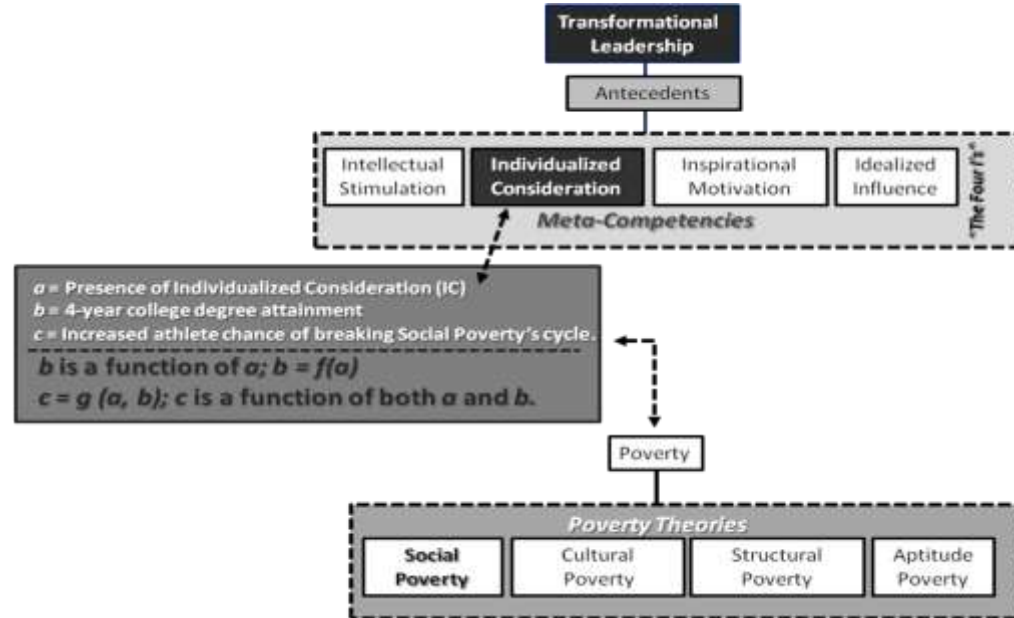 Transformational
Leadership
Antecedents
Intellectual
Stimulation
Individualized
Consideration
Inspirational
Motivation
Idealized
Influence
"The Four I's"
Meta-Competencies
a = Presence of Individualized Consideration (IC)
b = 4-year college degree attainment
c = Increased athlete chance of breaking Social Poverty's cycle.
b is a function of a; b = f(a)
c = g (a, b); c is a function of both a and b.
Poverty
Poverty Theories
Social
Poverty
Cultural
Poverty
Structural
Poverty
Aptitude
Poverty